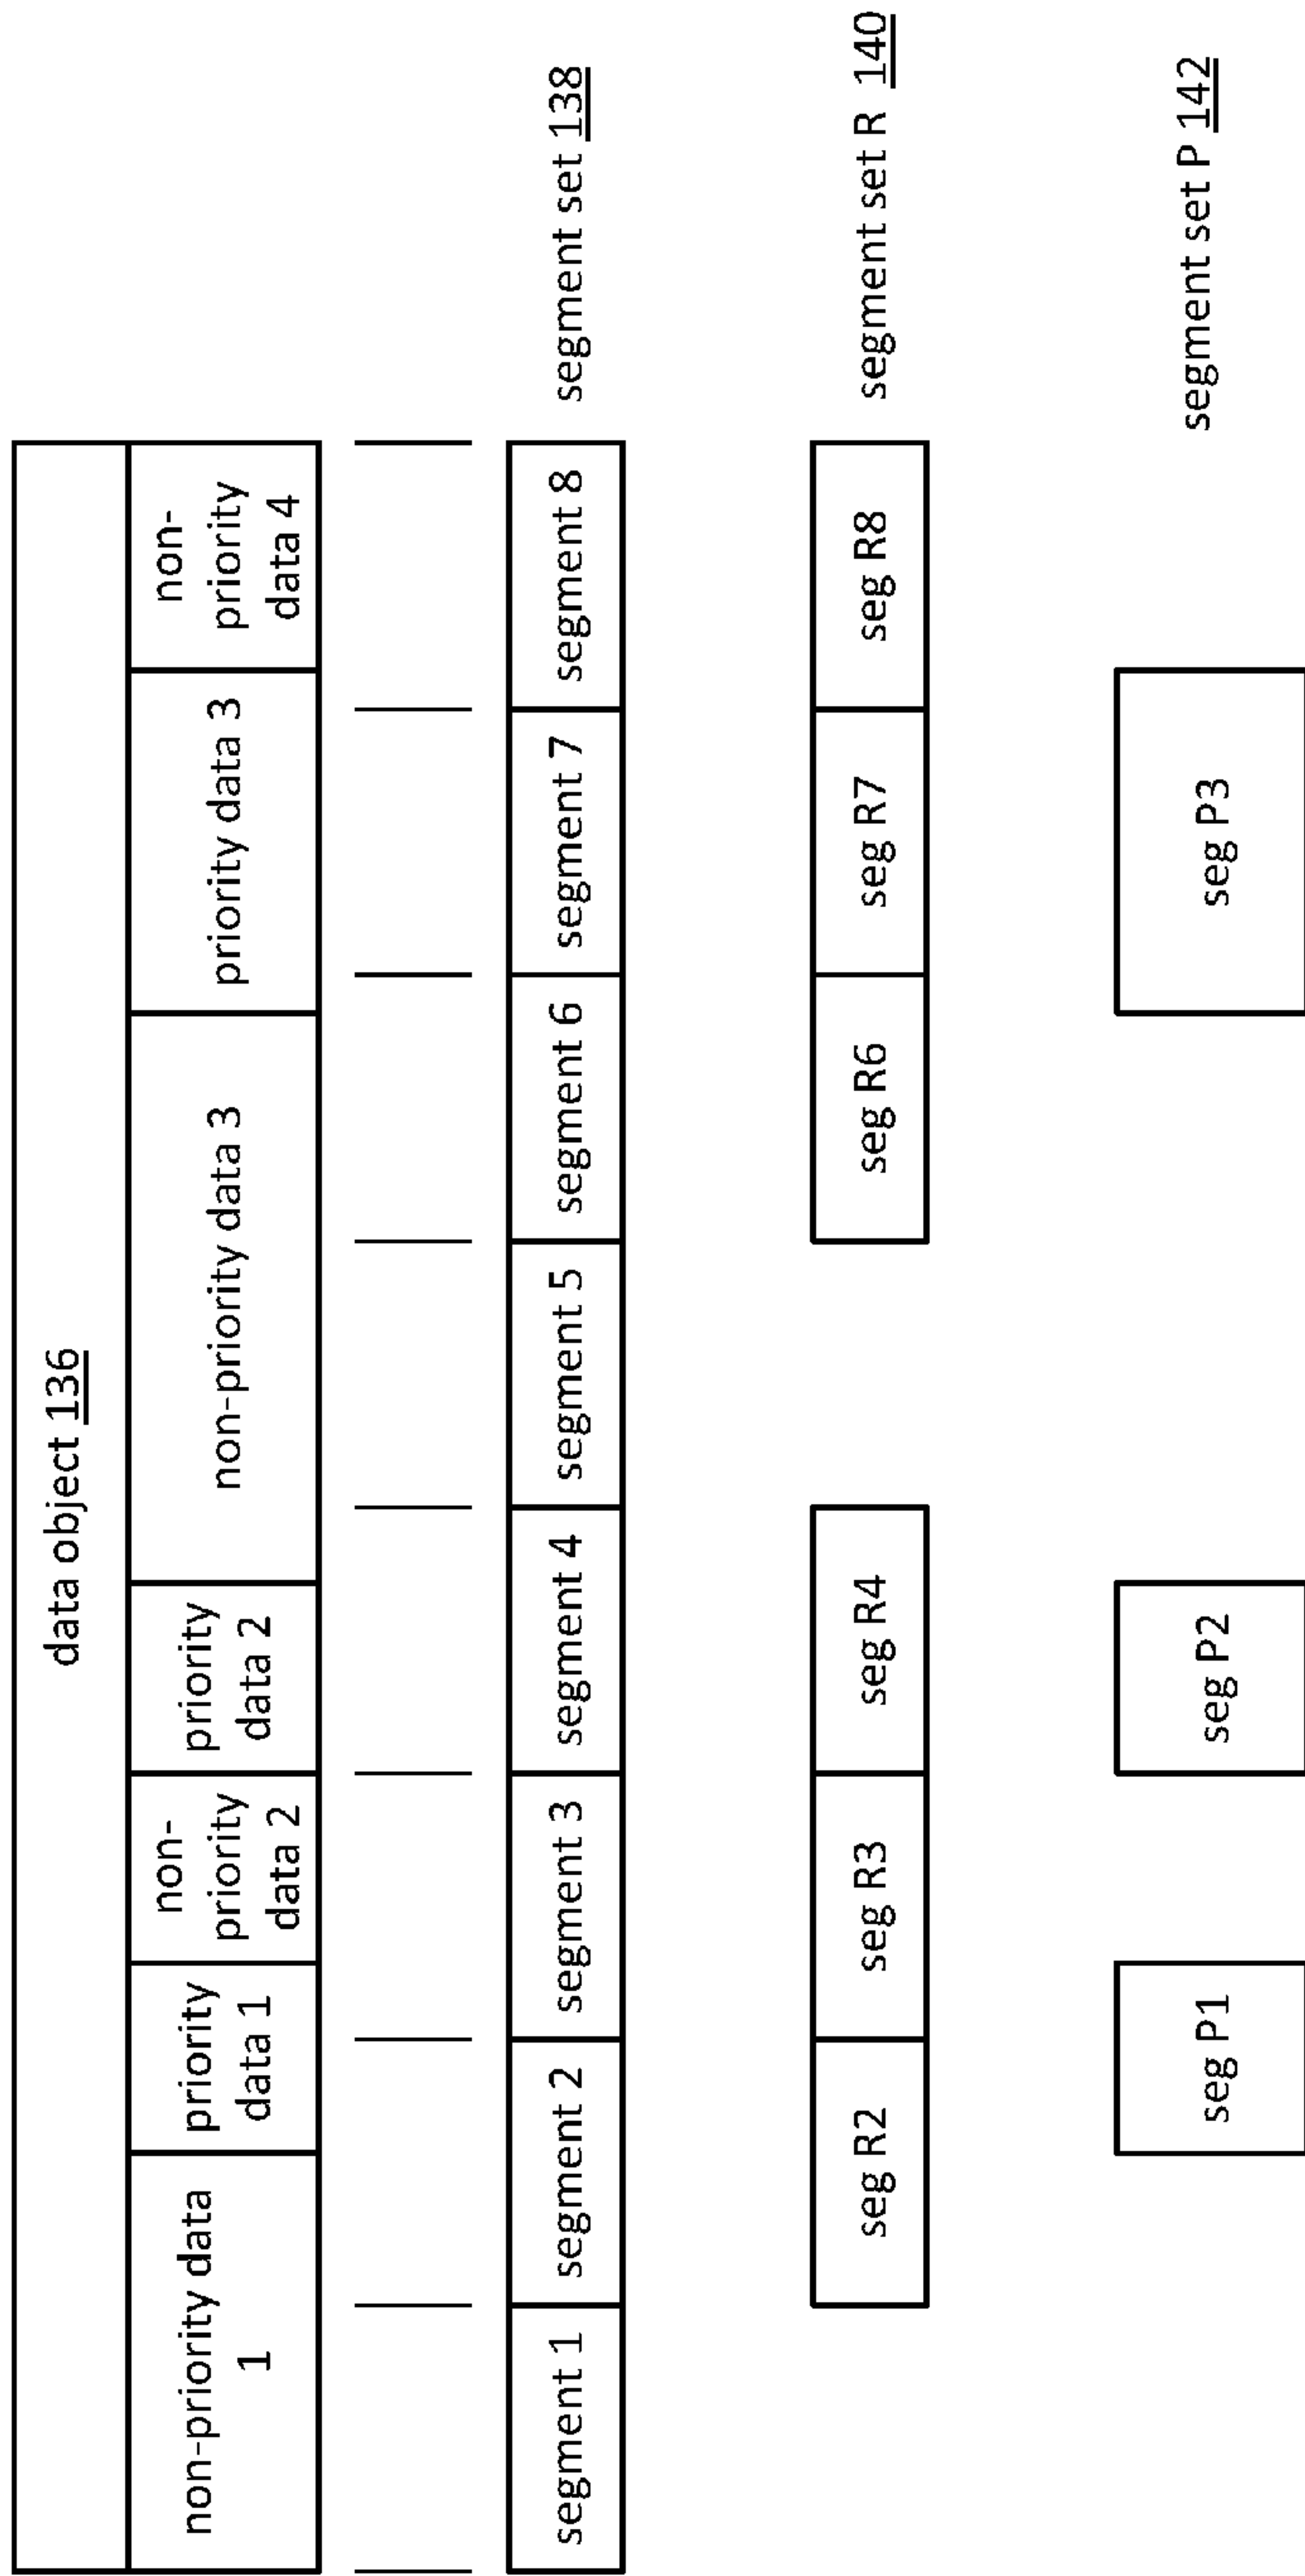 data object 136
non-priority data
1
priority
data 1
non-
priority
data 2
priority
data 2
non-priority data 3
priority data 3
non-
priority
data 4
segment 1
segment 2
segment 3
segment 4
segment 5
segment 6
segment 7
segment 8
segment set 138
seg R2
seg R3
seg R4
seg R6
seg R7
seg R8
segment set R 140
seg P1
seg P2
seg P3
segment set P 142